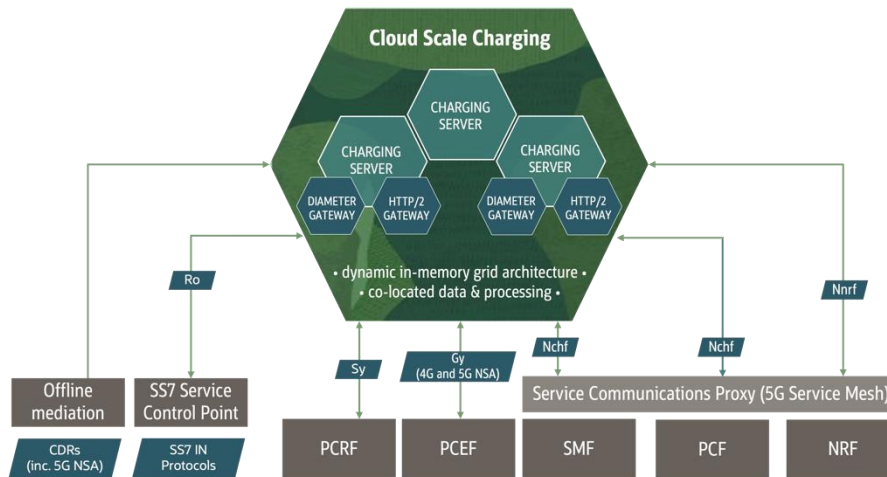 Cloud Scale Charging
CHARGING
SERVER
CHARGING
SERVER
CHARGING
SERVER
DIAMETER
GATEWAY
HTTP/2
GATEWAY
DIAMETER
GATEWAY
HTTP/2
GATEWAY
• dynamic in-memory grid architecture •
• co-located data & processing •
Ro
Nnrf
Sy
Gy
(4G and 5G NSA)
Nchf
Nchf
Offline
mediation
SS7 Service
Control Point
Service Communications Proxy (5G Service Mesh)
CDRs
(inc. 5G NSA)
SS7 IN
Protocols
PCRF
PCEF
SMF
PCF
NRF